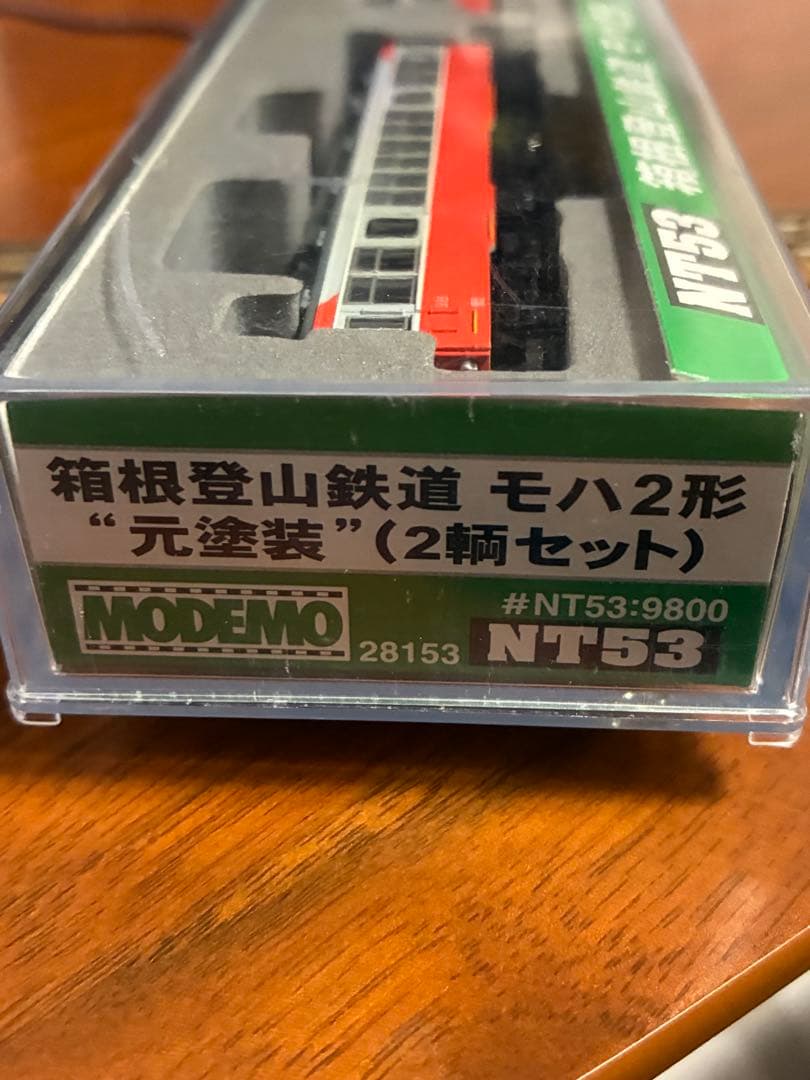 NT53
箱根登山鉄道 モハ2形
“元塗装”(2輌セット)
MODEMO
28153
#NT53:9800
NT53